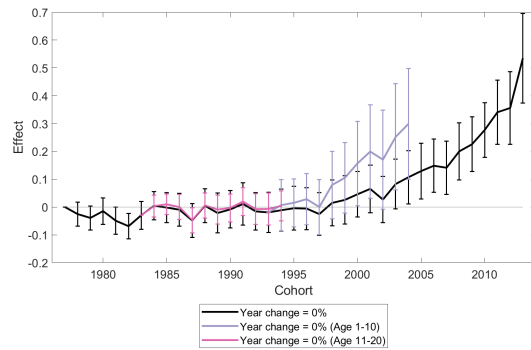 0.7
0.6
0.5
0.4
0.3
0.2
0.1
0
-0.1
-0.2
Effect
1980 1985 1990 1995 2000 2005 2010
Cohort
Year change = 0%
Year change = 0% (Age 1-10)
Year change = 0% (Age 11-20)